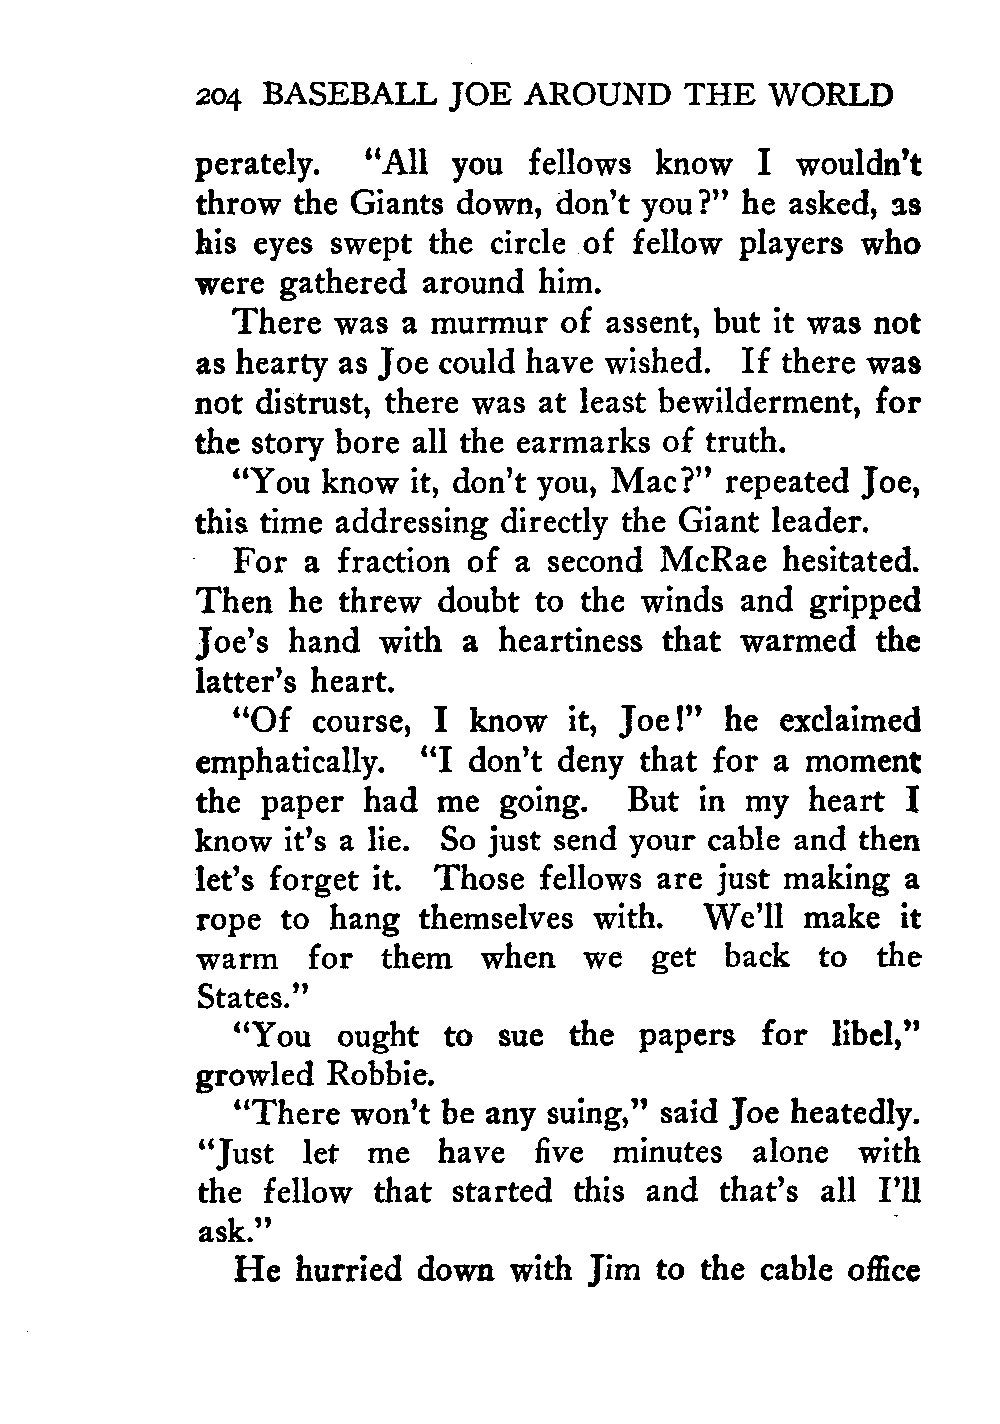 204 BASEBALL JOE AROUND THE WORLD
perately. “All you fellows know I wouldn’t
throw the Giants down, don’t you?” he asked, as
his eyes swept the circle of fellow players who
were gathered around him.
There was a murmur of assent, but it was not
as hearty as Joe could have wished. If there was
not distrust, there was at least bewilderment, for
the story bore all the earmarks of truth.
“You know it, don’t you, Mac?” repeated Joe,
this time addressing directly the Giant leader.
For a fraction of a second McRae hesitated.
Then he threw doubt to the winds and gripped
Joe’s hand with a heartiness that warmed the
latter’s heart.
“Of course, I know it, Joe!” he exclaimed
emphatically. “I don’t deny that for a moment
the paper had me going. But in my heart I
know it’s a lie. So just send your cable and then
let’s forget it. Those fellows are just making a
rope to hang themselves with. We’ll make it
warm for them when we get back to the
States.”
“You ought to sue the papers for libel,”
growled Robbie.
“There won’t be any suing,” said Joe heatedly.
“Just let me have five minutes alone with
the fellow that started this and that’s all I’ll
ask.”
He hurried down with Jim to the cable office